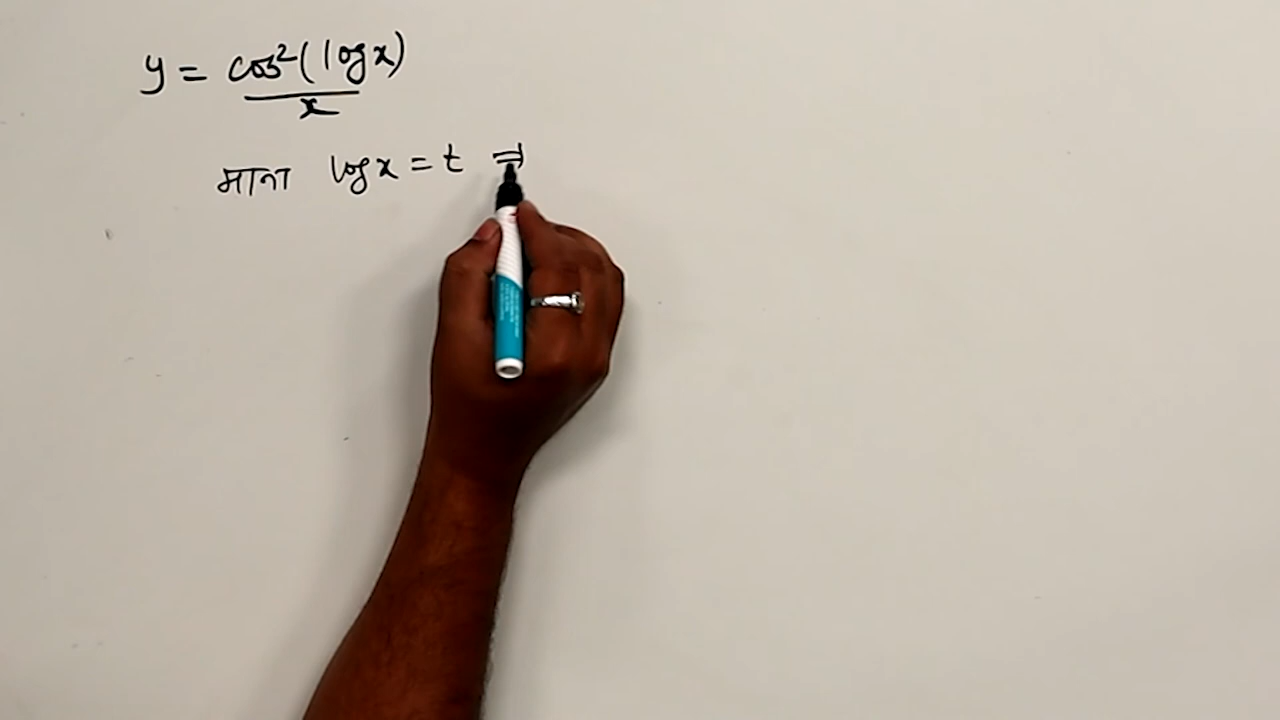 y = cos²(log x)
x
माना log x = t